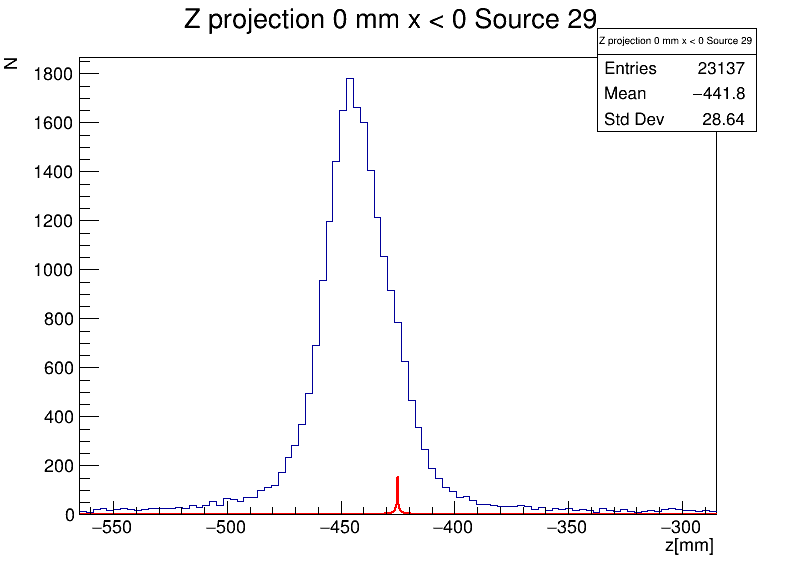 Z projection 0 mm x < 0 Source 29
Z projection 0 mm x < 0 Source 29
Entries 23137
Mean −441.8
Std Dev 28.64
N
1800
1600
1400
1200
1000
800
600
400
200
0
−550 −500 −450 −400 −350 −300
z[mm]